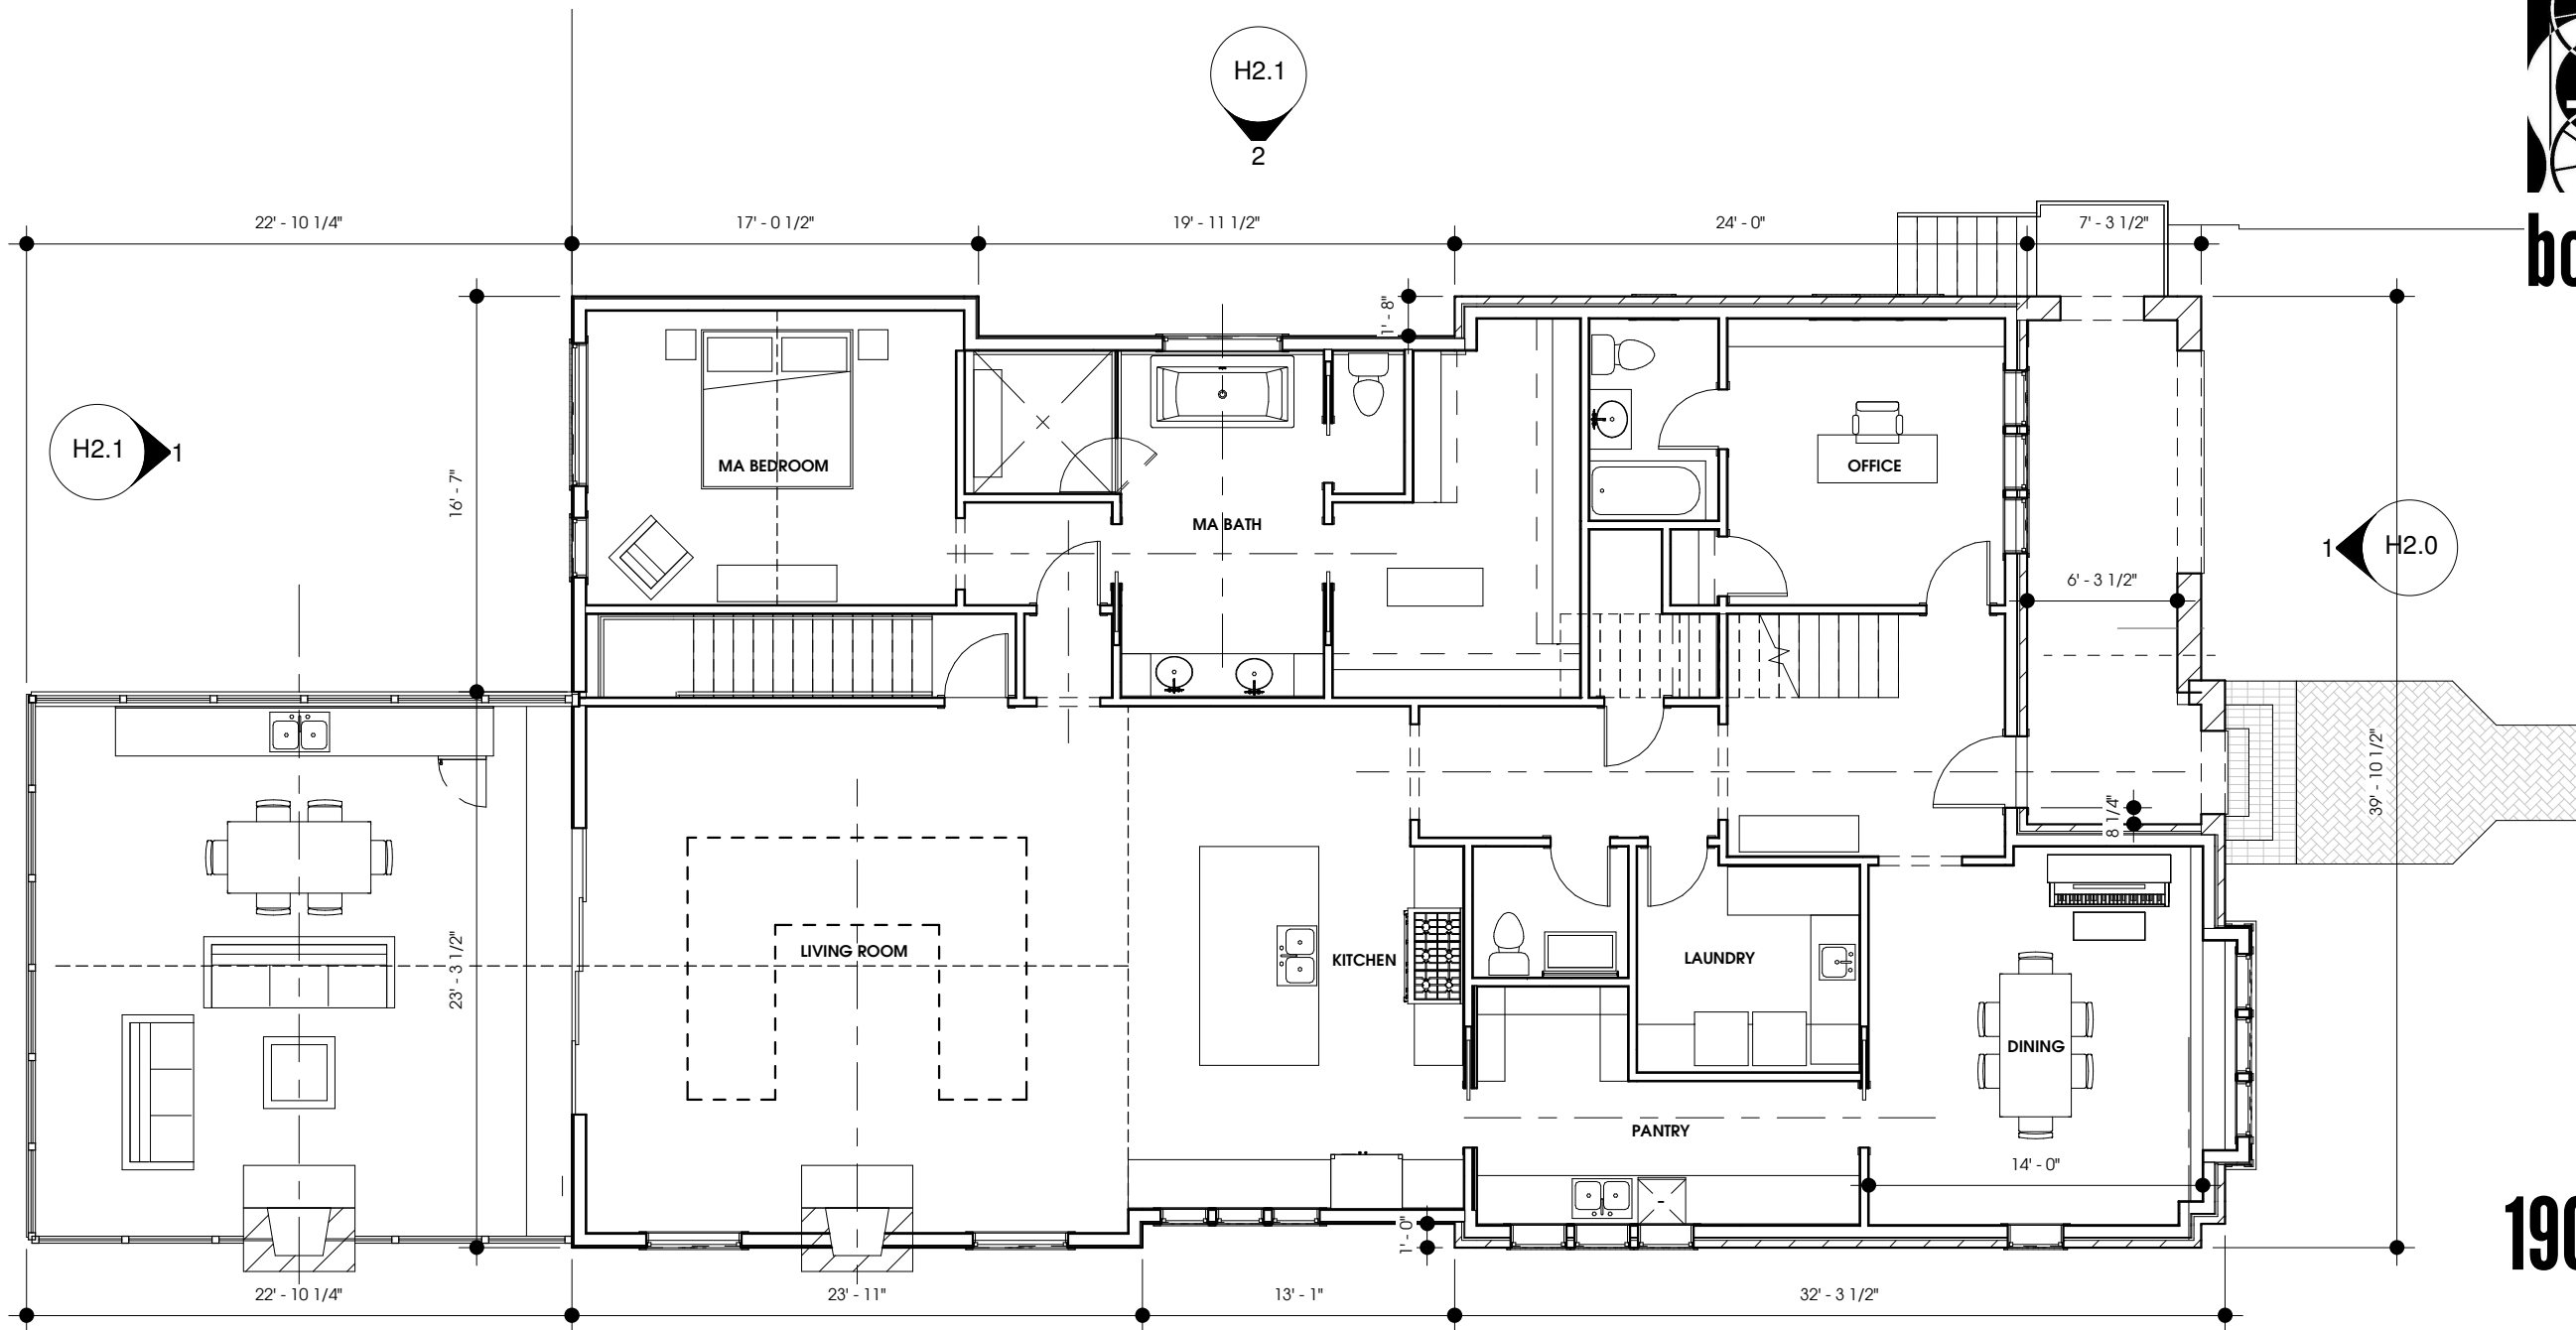 H2.1
2
22' - 10 1/4"
17' - 0 1/2"
19' - 11 1/2"
24' - 0"
7' - 3 1/2"
1' - 8"
H2.1
1
16' - 7"
MA BEDROOM
MA BATH
OFFICE
1
H2.0
6' - 3 1/2"
39' - 10 1/2"
8 1/4"
23' - 3 1/2"
LIVING ROOM
KITCHEN
LAUNDRY
DINING
PANTRY
14' - 0"
1' - 0"
22' - 10 1/4"
23' - 11"
13' - 1"
32' - 3 1/2"
190